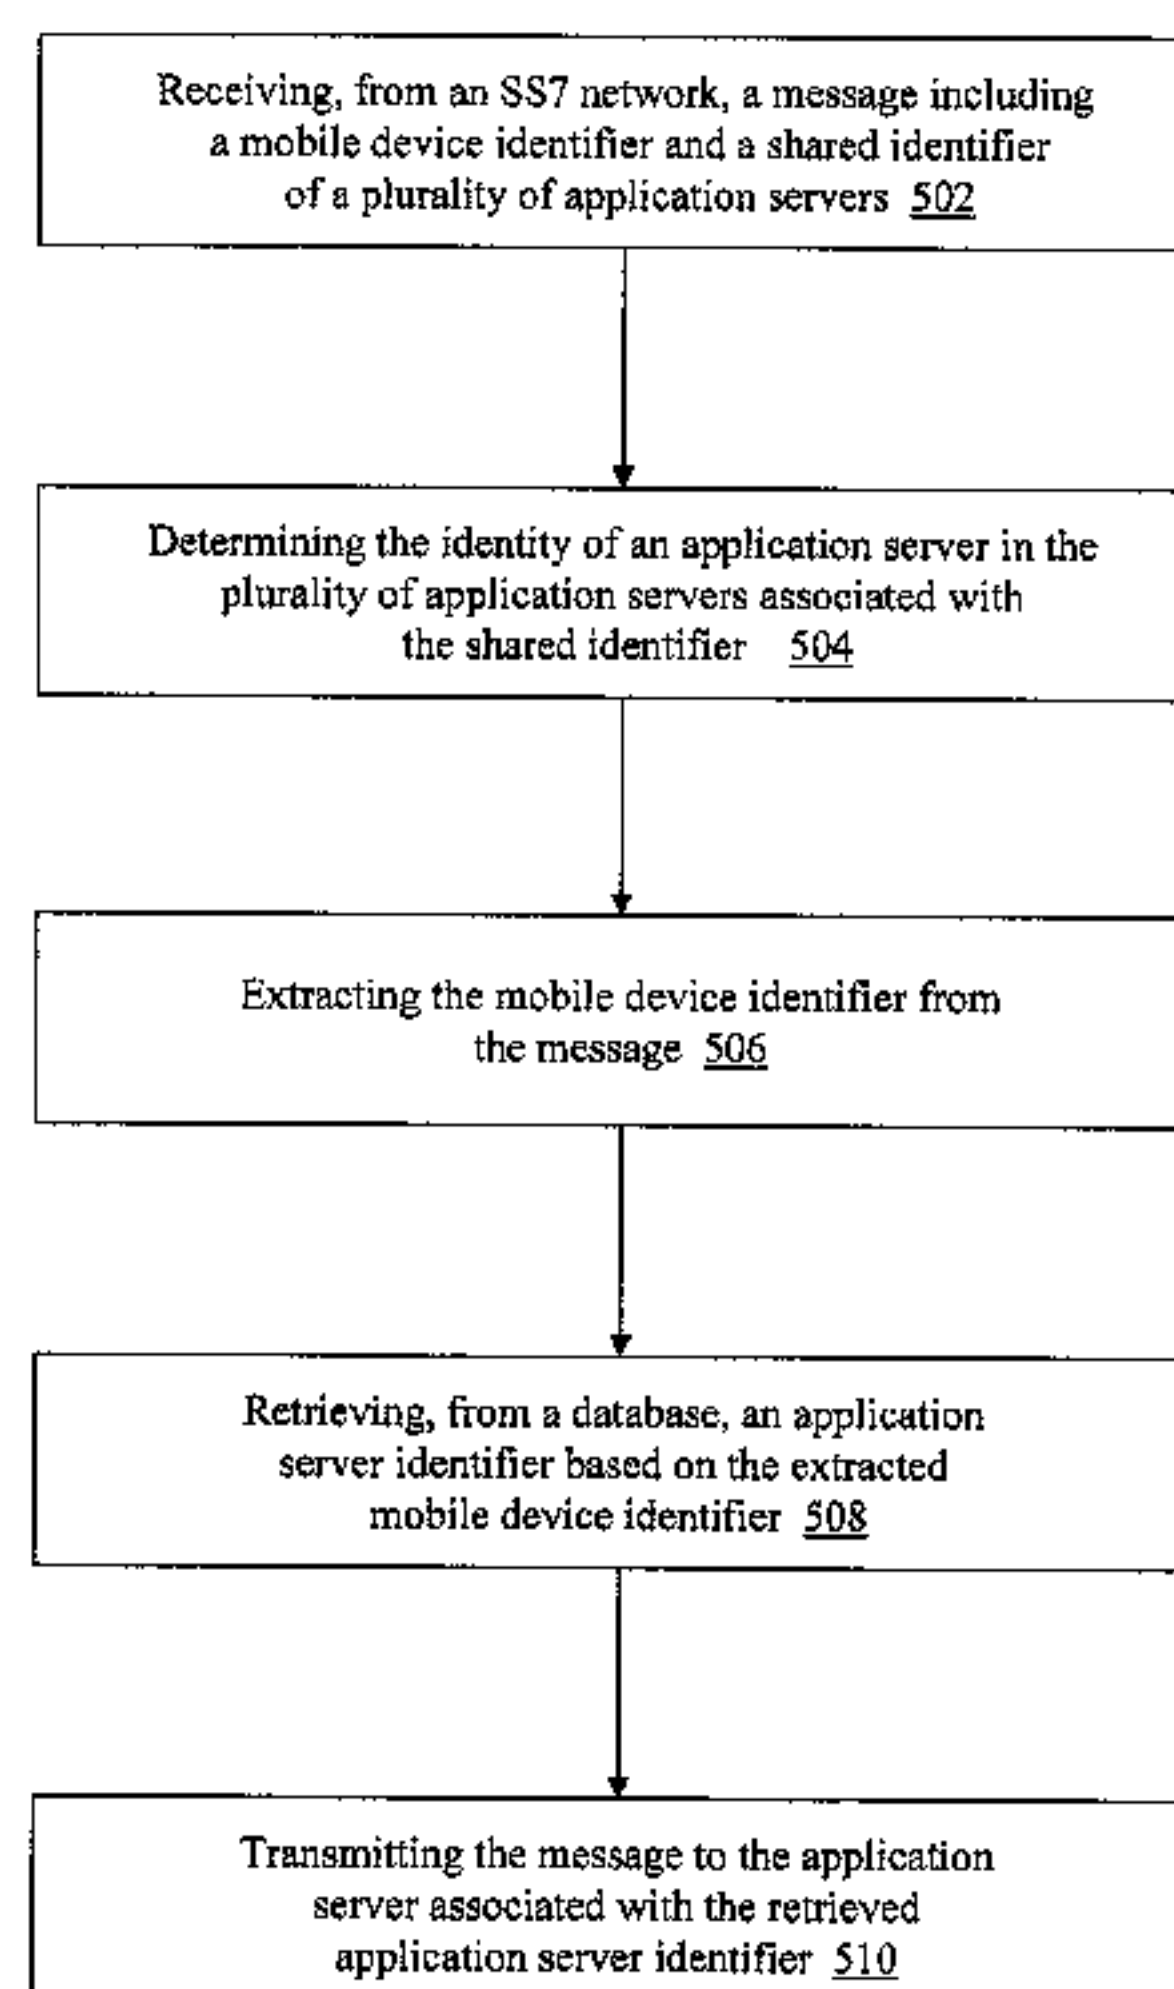 Receiving, from an SS7 network, a message including
a mobile device identifier and a shared identifier
of a plurality of application servers 502
Determining the identity of an application server in the
plurality of application servers associated with
the shared identifier 504
Extracting the mobile device identifier from
the message 506
Retrieving, from a database, an application
server identifier based on the extracted
mobile device identifier 508
Transmitting the message to the application
server associated with the retrieved
application server identifier 510